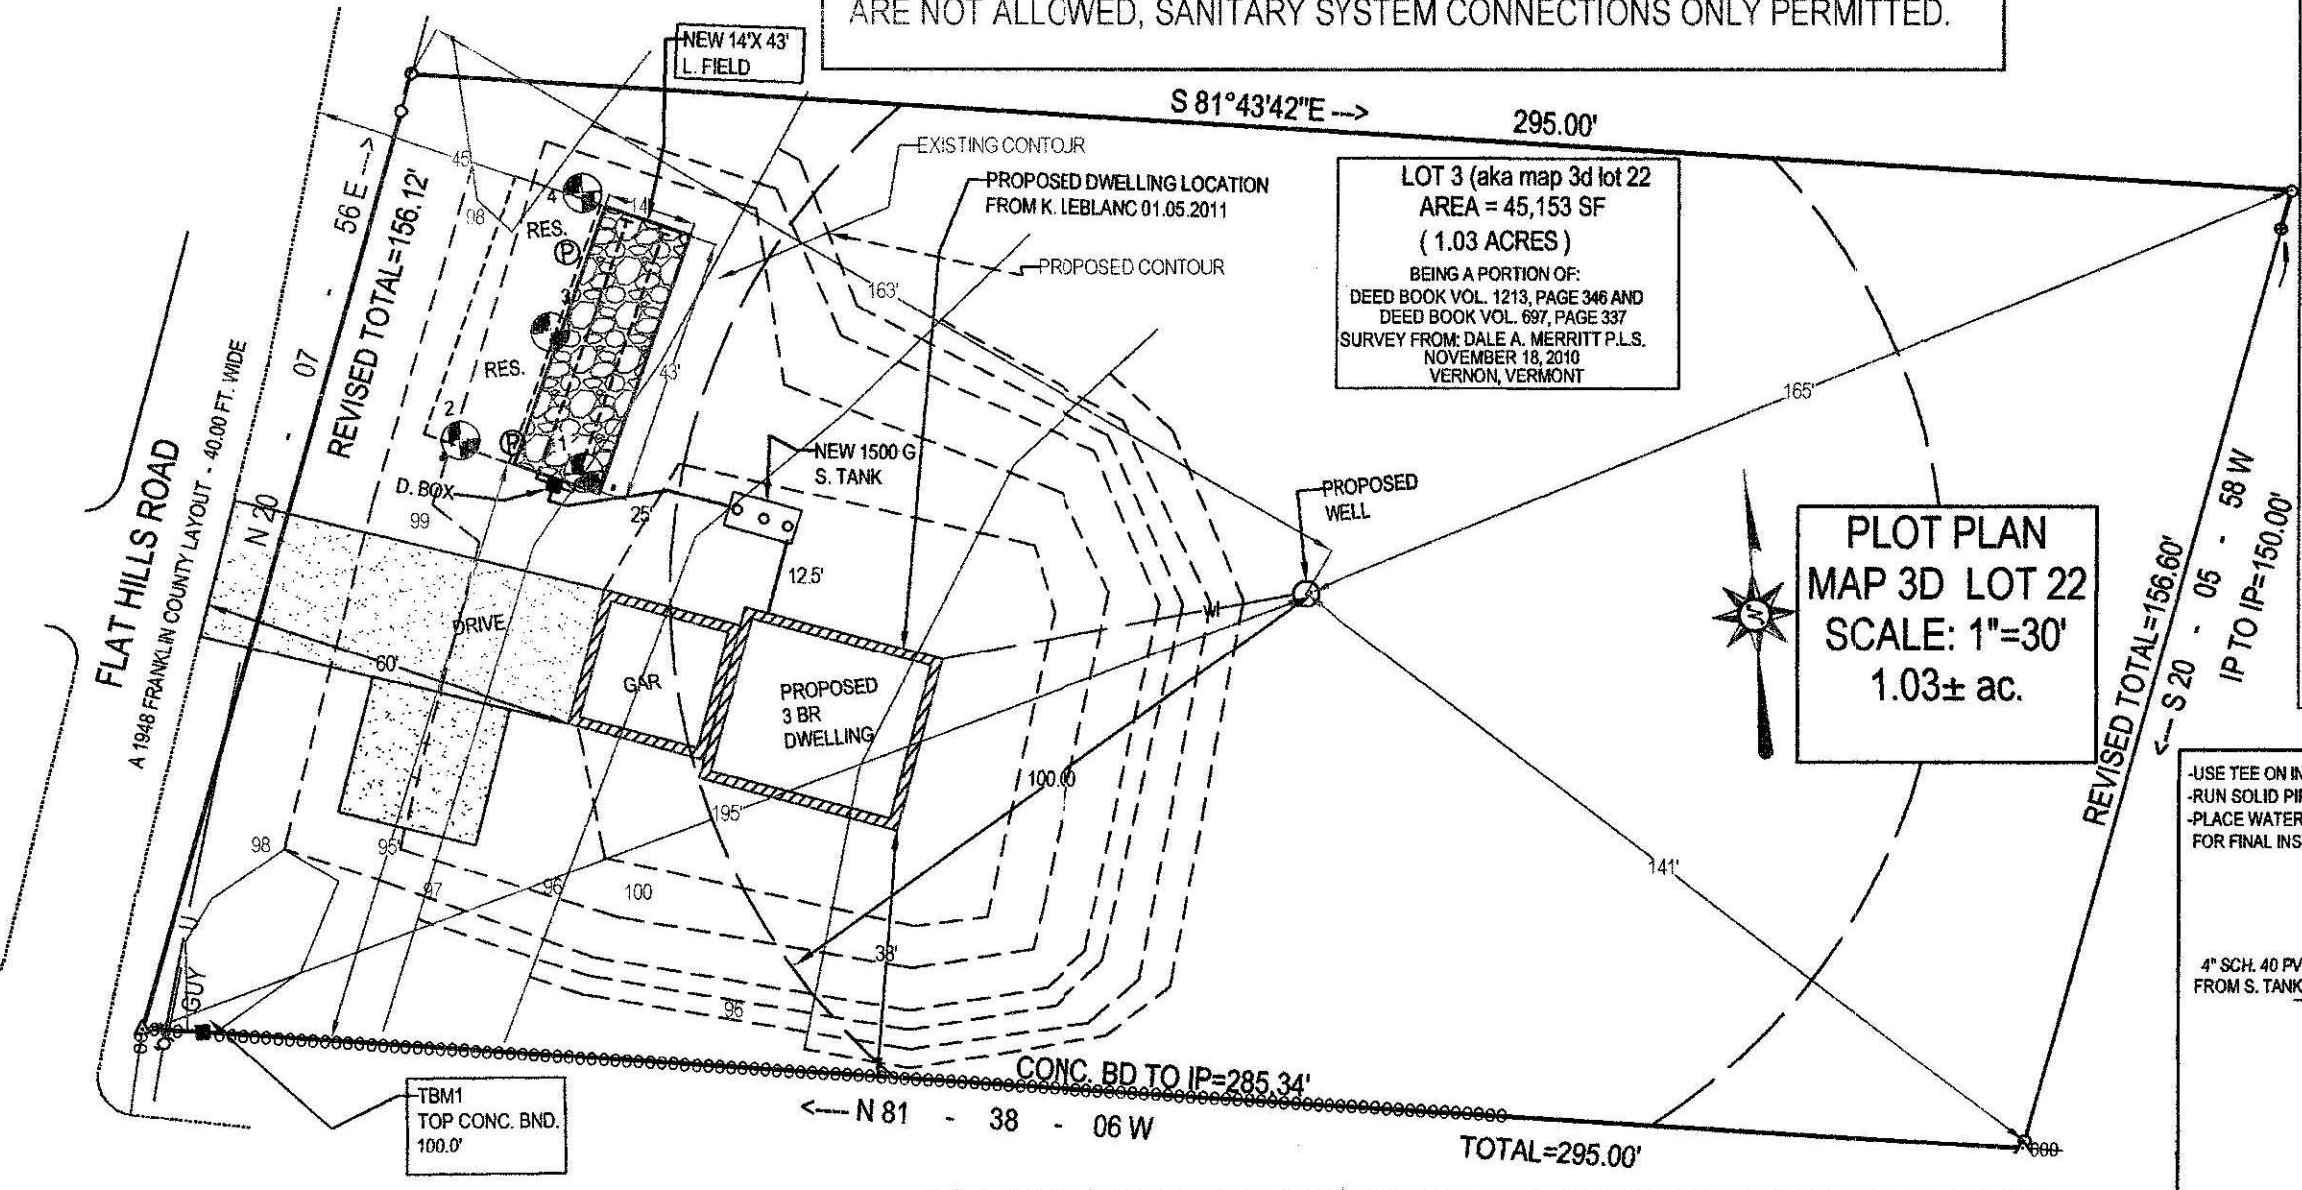 ARE NOT ALLOWED, SANITARY SYSTEM CONNECTIONS ONLY PERMITTED.
NEW 14'X 43'
L. FIELD
S 81°43'42"E --->
295.00'
EXISTING CONTOUR
PROPOSED DWELLING LOCATION
FROM K. LEBLANC 01.05.2011
PROPOSED CONTOUR
LOT 3 (aka map 3d lot 22
AREA = 45,153 SF
( 1.03 ACRES )
BEING A PORTION OF:
DEED BOOK VOL. 1213, PAGE 346 AND
DEED BOOK VOL. 697, PAGE 337
SURVEY FROM: DALE A. MERRITT P.L.S.
NOVEMBER 18, 2010
VERNON, VERMONT
45
98
4
14'
RES.
P
3
163'
RES.
43'
2
P
1
N 20 - 07 - 56 E --->
REVISED TOTAL=156.12'
FLAT HILLS ROAD
A 1948 FRANKLIN COUNTY LAYOUT - 40.00 FT. WIDE
D. BOX
99
25'
NEW 1500 G
S. TANK
12.5'
PROPOSED
WELL
165'
PLOT PLAN
MAP 3D LOT 22
SCALE: 1"=30'
1.03± ac.
N
REVISED TOTAL=156.60'
<---- S 20 - 05 - 58 W
IP TO IP=150.00'
DRIVE
60'
GAR
PROPOSED
3 BR
DWELLING
W
100.0
195'
141'
98
95'
97
96
100
38'
96
U
GUY
TBM1
TOP CONC. BND.
100.0'
CONC. BD TO IP=285.34'
<---- N 81 - 38 - 06 W
TOTAL=295.00'
-USE TEE ON
-RUN SOLID
-PLACE WATER
FOR FINAL
4" SCH. 40
FROM S. TANK